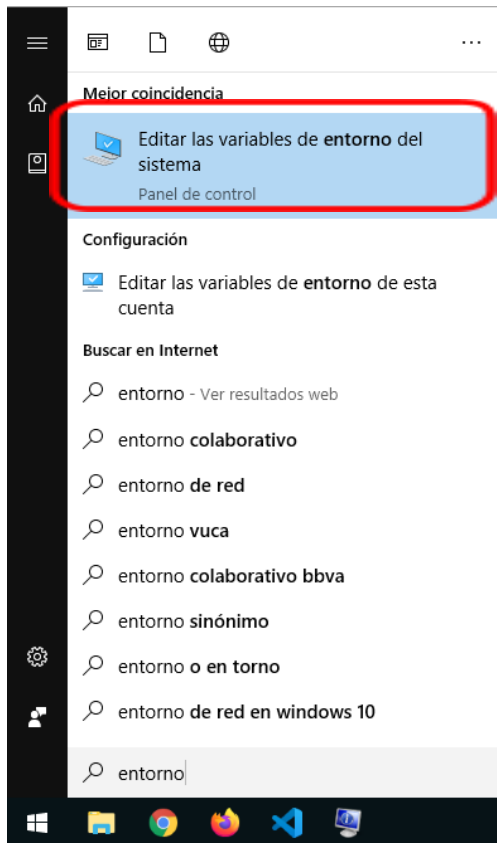 Mejor coincidencia
Editar las variables de entorno del
sistema
Panel de control
Configuración
Editar las variables de entorno de esta
cuenta
Buscar en Internet
entorno - Ver resultados web
entorno colaborativo
entorno de red
entorno vuca
entorno colaborativo bbva
entorno sinónimo
entorno o en torno
entorno de red en windows 10
entorno